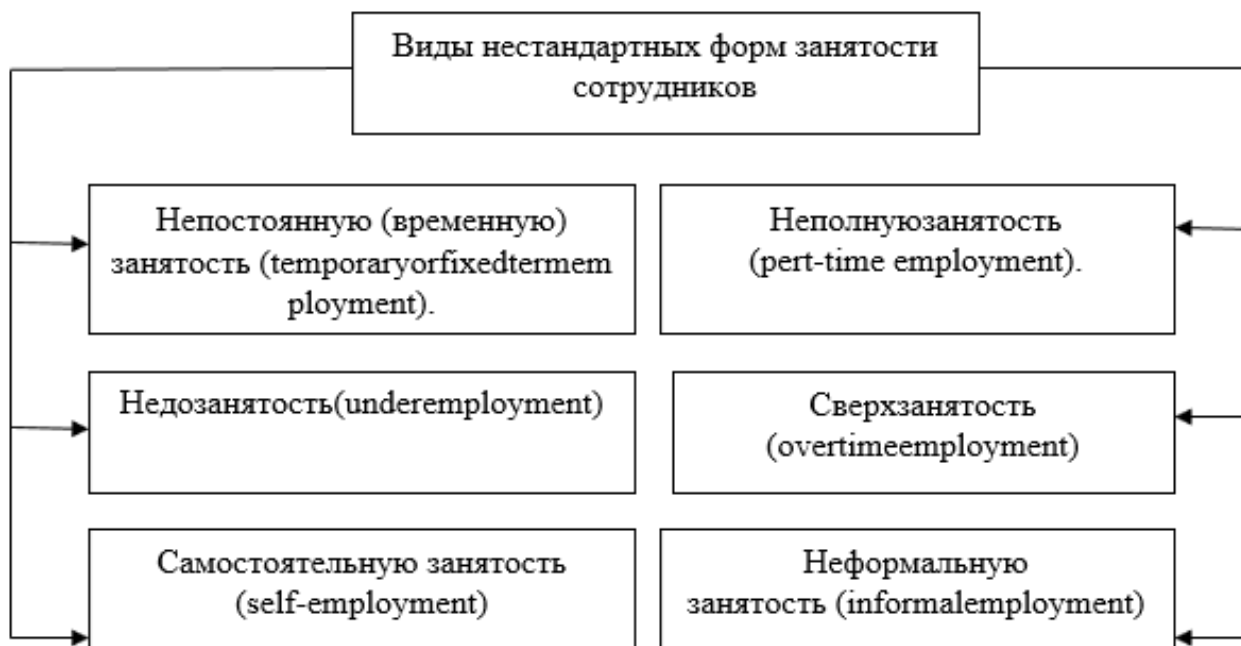 Виды нестандартных форм занятости
сотрудников
Непостоянную (временную)
занятость (temporaryorfixedtermem
ployment).
Неполнуюзанятость
(pert-time employment).
Недозанятость(underemployment)
Сверхзанятость
(overtimeemployment)
Самостоятельную занятость
(self-employment)
Неформальную
занятость (informalemployment)